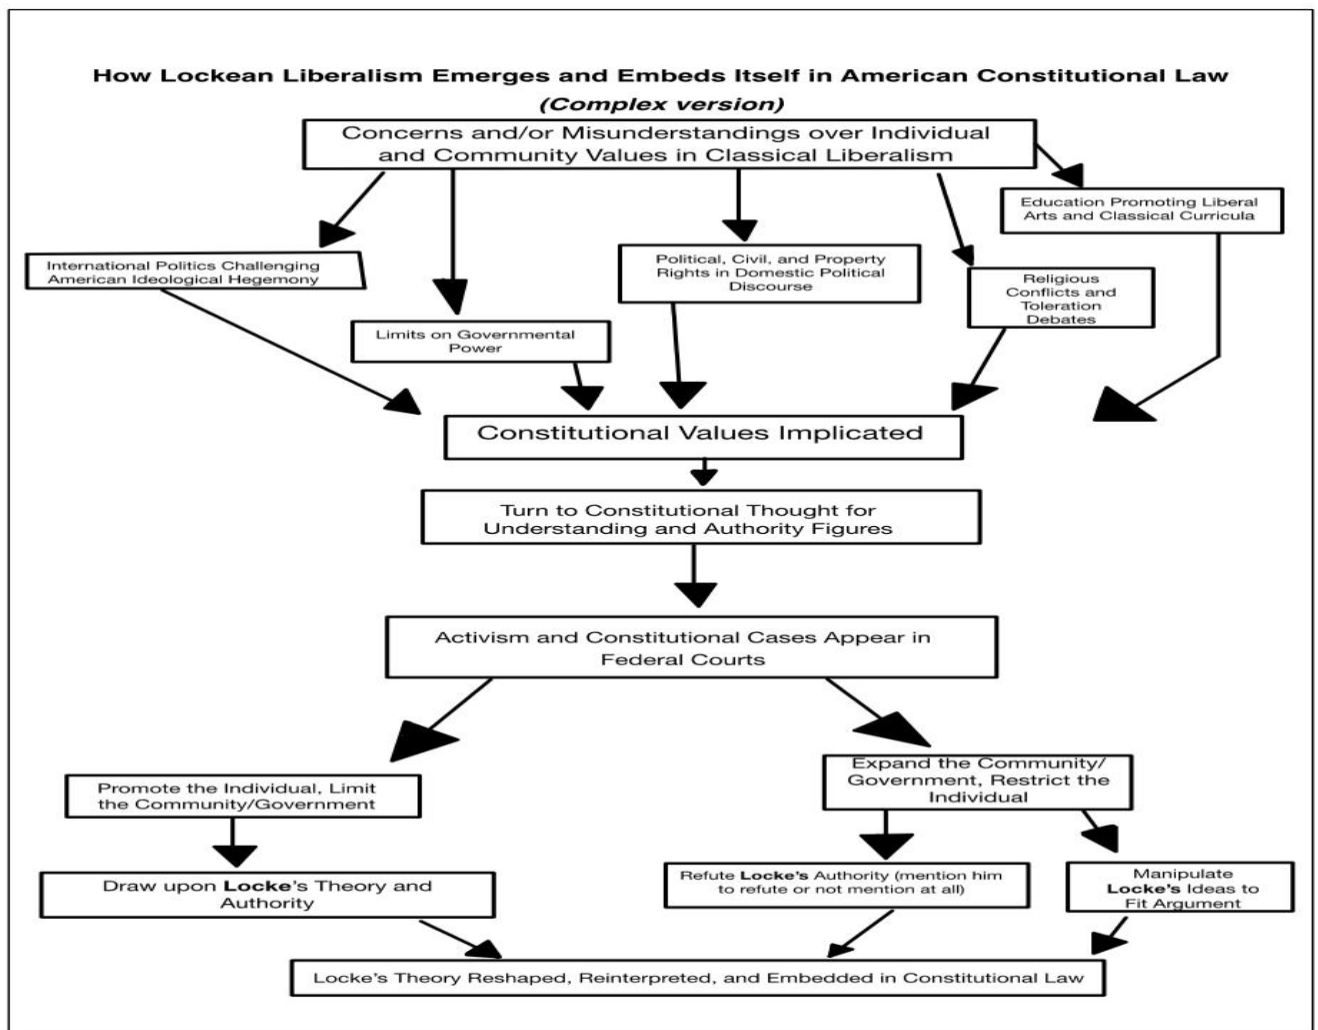 How Lockean Liberalism Emerges and Embeds Itself in American Constitutional Law
(Complex version)
Concerns and/or Misunderstandings over Individual
and Community Values in Classical Liberalism
Education Promoting Liberal
Arts and Classical Curricula
International Politics Challenging
American Ideological Hegemony
Political, Civil, and Property
Rights in Domestic Political
Discourse
Religious
Conflicts and
Toleration
Debates
Limits on Governmental
Power
Constitutional Values Implicated
Turn to Constitutional Thought for
Understanding and Authority Figures
Activism and Constitutional Cases Appear in
Federal Courts
Promote the Individual, Limit
the Community/Government
Expand the Community/
Government, Restrict the
Individual
Draw upon Locke's Theory and
Authority
Refute Locke's Authority (mention him
to refute or not mention at all)
Manipulate
Locke's Ideas to
Fit Argument
Locke's Theory Reshaped, Reinterpreted, and Embedded in Constitutional Law